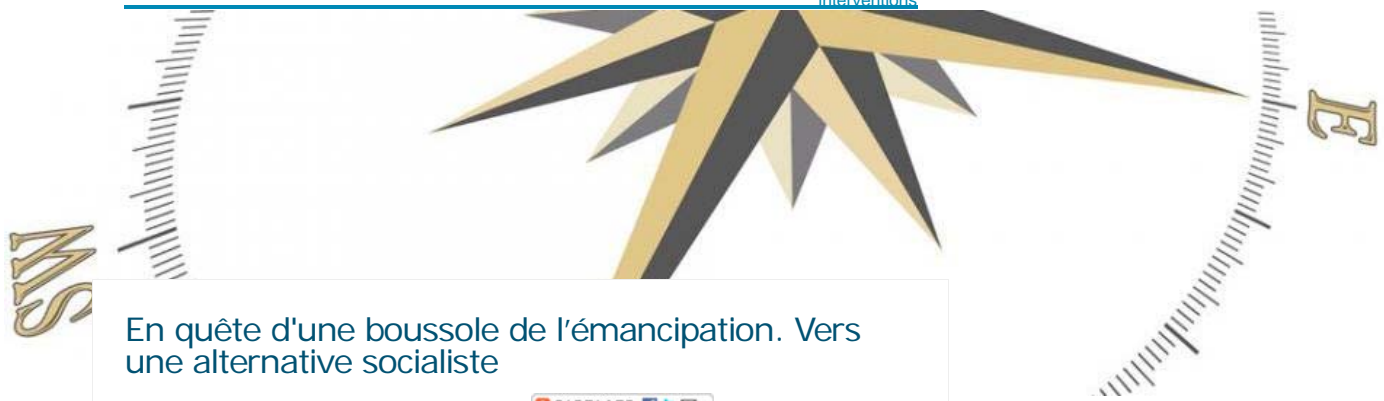 interventions
E
SW
En quête d'une boussole de l'émancipation. Vers
une alternative socialiste